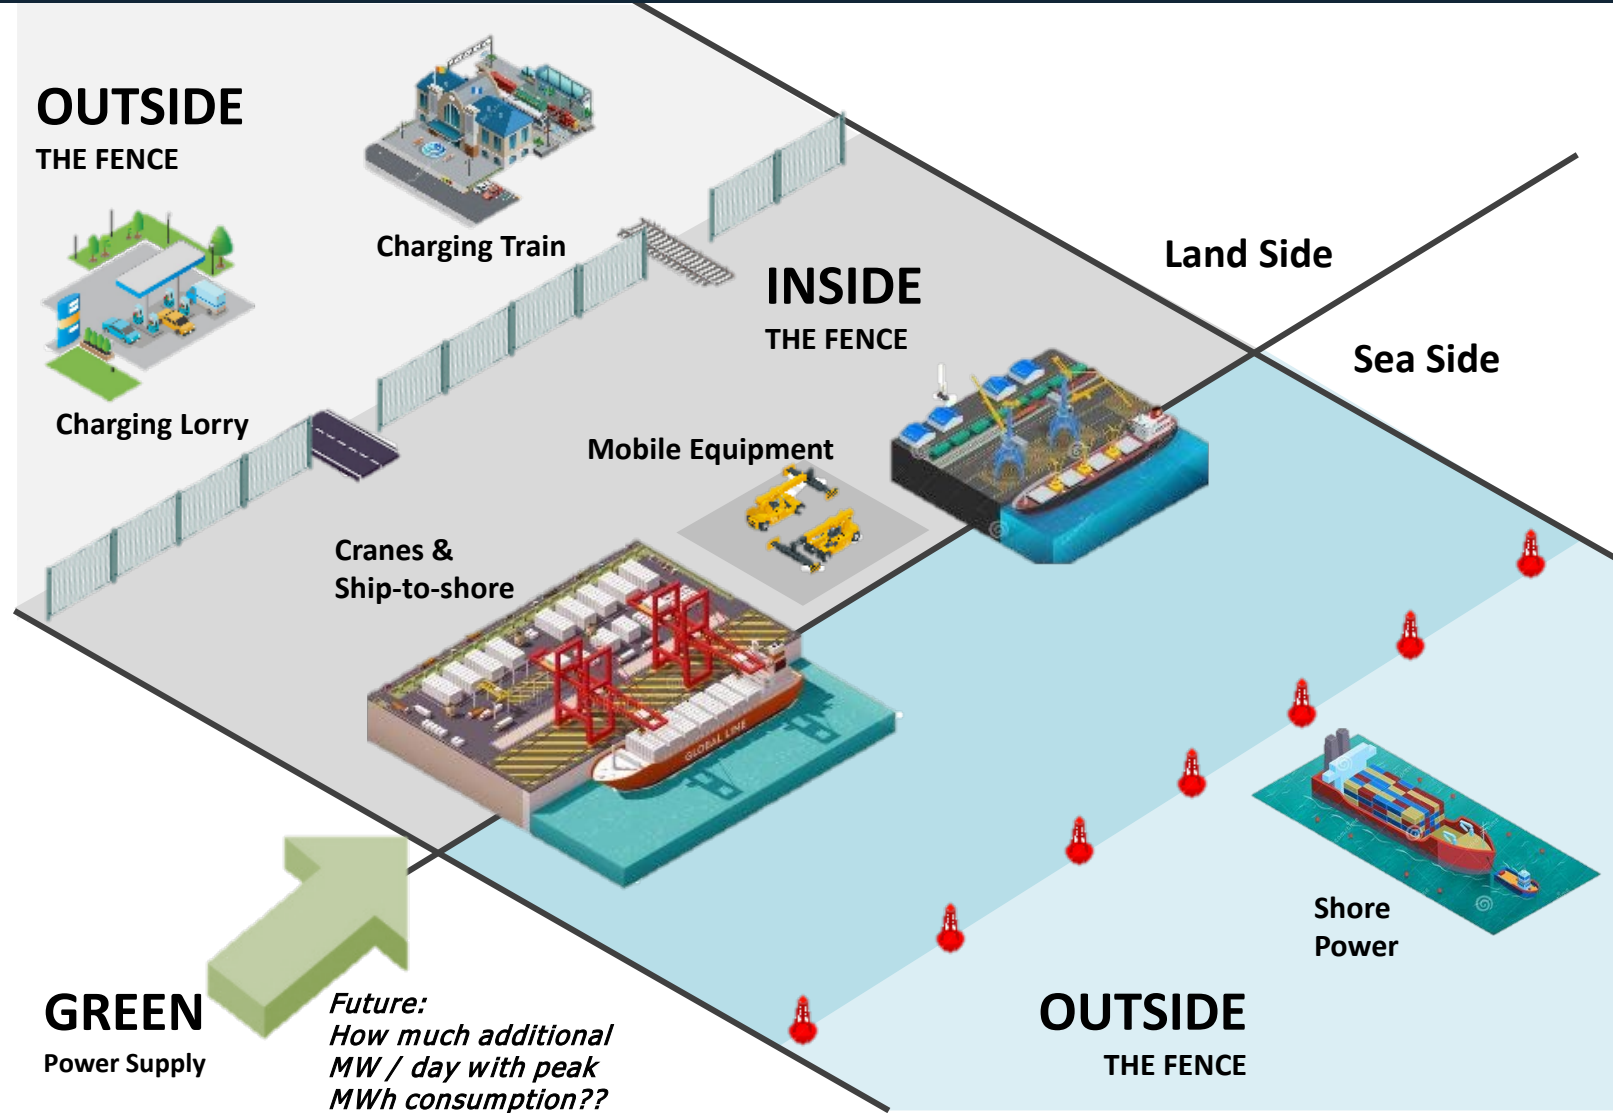 OUTSIDE
THE FENCE
Charging Train
Charging Lorry
INSIDE
THE FENCE
Land Side
Sea Side
Mobile Equipment
Cranes &
Ship-to-shore
GLOBAL LINE
Shore
Power
GREEN
Power Supply
Future:
How much additional
MW / day with peak
MWh consumption??
OUTSIDE
THE FENCE